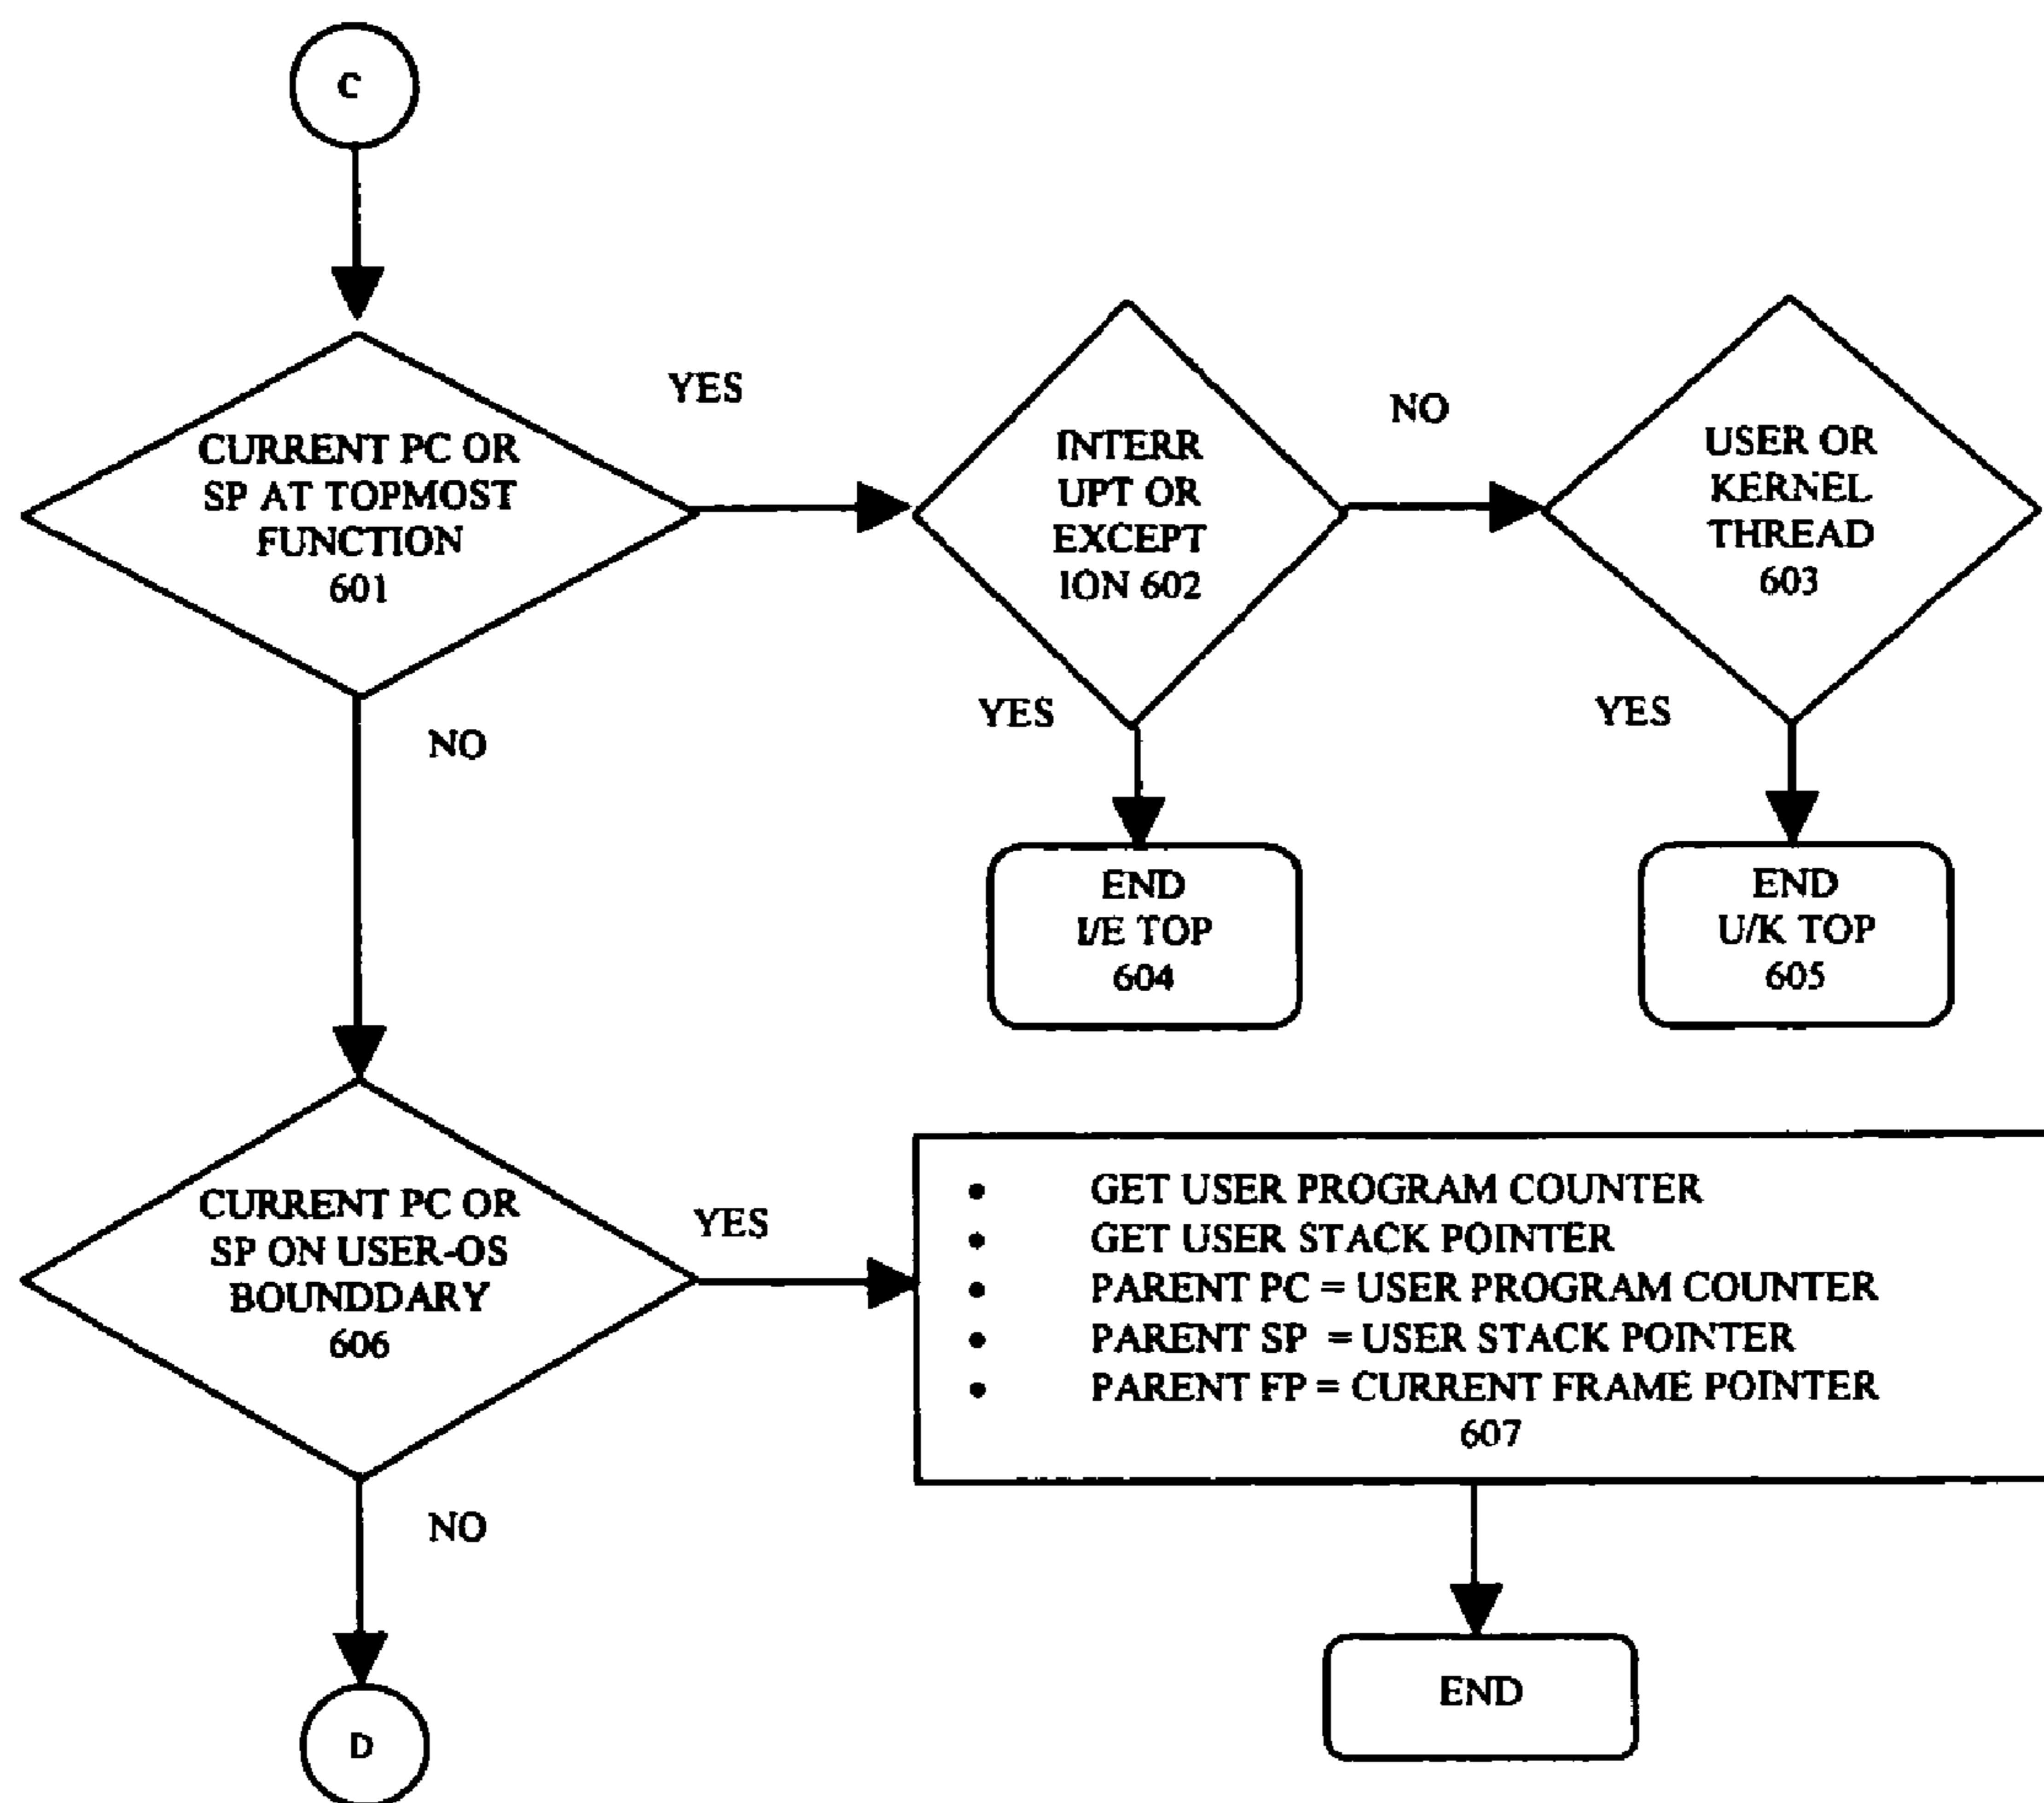 C
CURRENT PC OR
SP AT TOPMOST
FUNCTION
601
YES
INTERR
UPT OR
EXCEPT
ION 602
NO
USER OR
KERNEL
THREAD
603
NO
YES
END
I/E TOP
604
YES
END
U/K TOP
605
CURRENT PC OR
SP ON USER-OS
BOUNDDARY
606
YES
• GET USER PROGRAM COUNTER
• GET USER STACK POINTER
• PARENT PC = USER PROGRAM COUNTER
• PARENT SP = USER STACK POINTER
• PARENT FP = CURRENT FRAME POINTER
607
NO
END
D